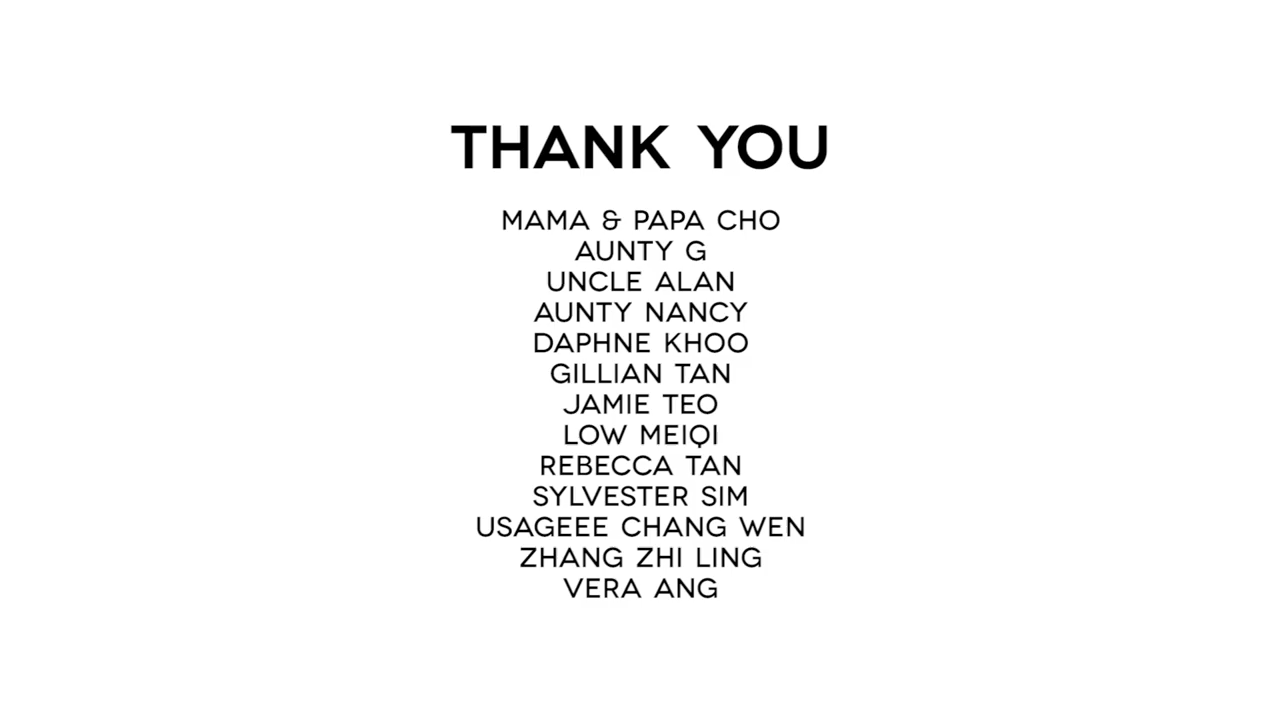 THANK YOU
MAMA & PAPA CHO
AUNTY G
UNCLE ALAN
AUNTY NANCY
DAPHNE KHOO
GILLIAN TAN
JAMIE TEO
LOW MEIQI
REBECCA TAN
SYLVESTER SIM
USAGEEE CHANG WEN
ZHANG ZHI LING
VERA ANG